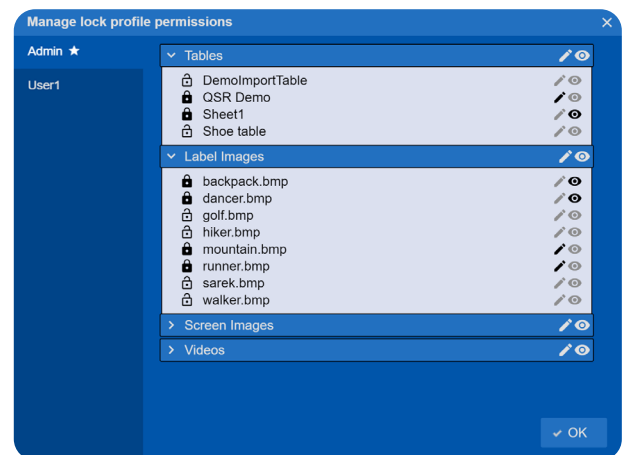 Manage lock profile permissions
Admin
User1
Tables
DemoImportTable
QSR Demo
Sheet1
Shoe table
Label Images
backpack.bmp
dancer.bmp
golf.bmp
hiker.bmp
mountain.bmp
runner.bmp
sarek.bmp
walker.bmp
Screen Images
Videos
OK